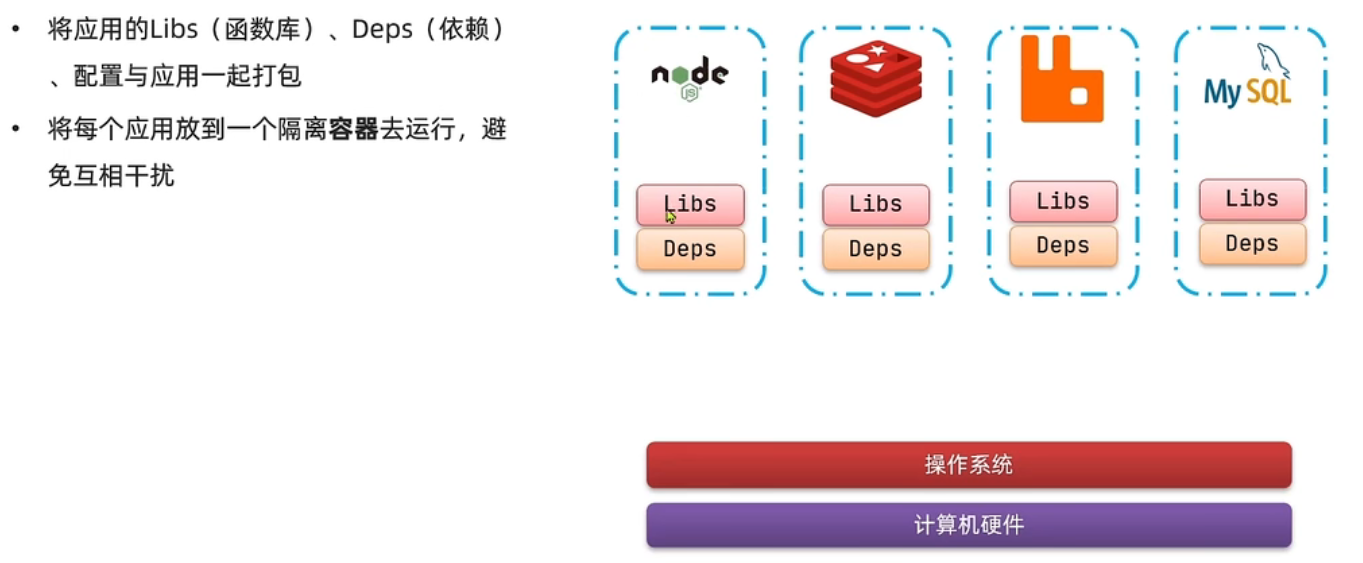 • 将应用的Libs（函数库）、Deps（依赖）
、配置与应用一起打包
• 将每个应用放到一个隔离容器去运行，避
免互相干扰
node
JS
MySQL
Libs
Deps
Libs
Deps
Libs
Deps
Libs
Deps
操作系统
计算机硬件